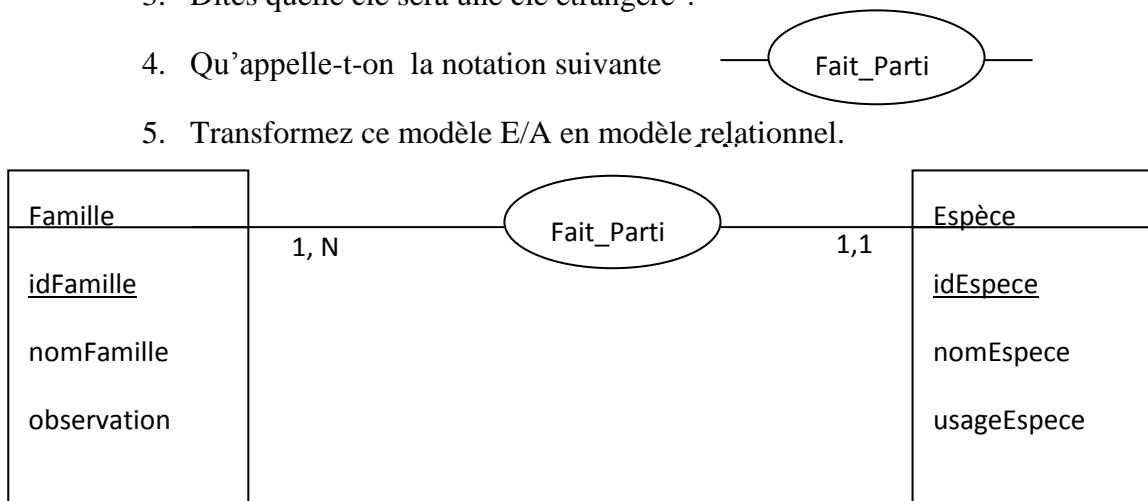 3. Dites quelle clé sera une clé étrangère ?
4. Qu’appelle-t-on la notation suivante Fait_Parti
5. Transformez ce modèle E/A en modèle relationnel.
Famille Fait_Parti Espèce
1, N 1,1
idFamille idEspece
nomFamille nomEspece
observation usageEspece